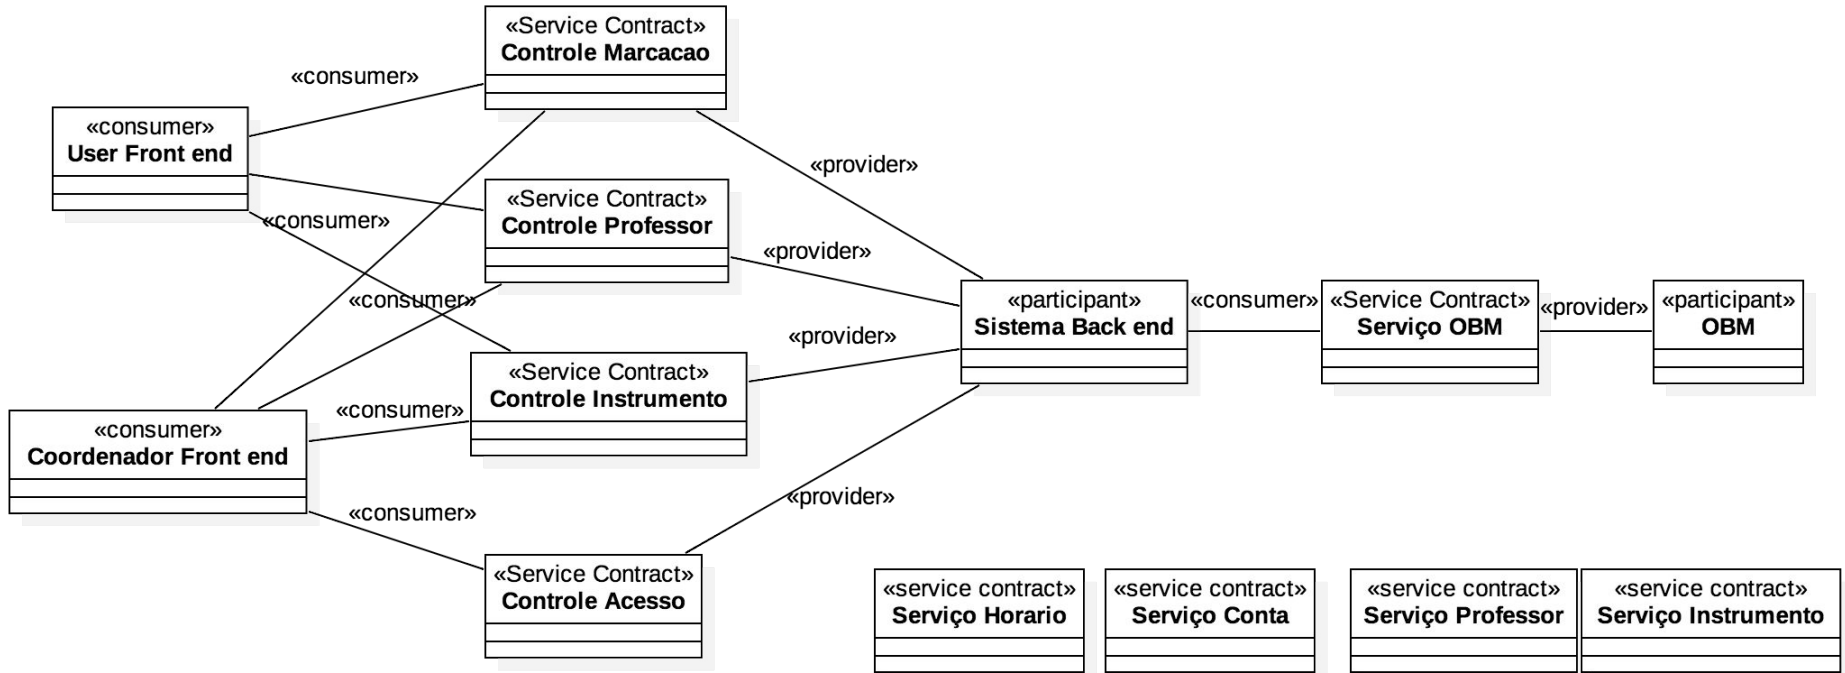 «Service Contract»
Controle Marcacao
«consumer»
«consumer»
User Front end
«provider»
«Service Contract»
Controle Professor
«consumer»
«provider»
«consumer»
«participant»
Sistema Back end
«consumer»
«Service Contract»
Serviço OBM
«provider»
«participant»
OBM
«provider»
«Service Contract»
Controle Instrumento
«consumer»
«consumer»
Coordenador Front end
«consumer»
«provider»
«Service Contract»
Controle Acesso
«service contract»
Serviço Horario
«service contract»
Serviço Conta
«service contract»
Serviço Professor
«service contract»
Serviço Instrumento